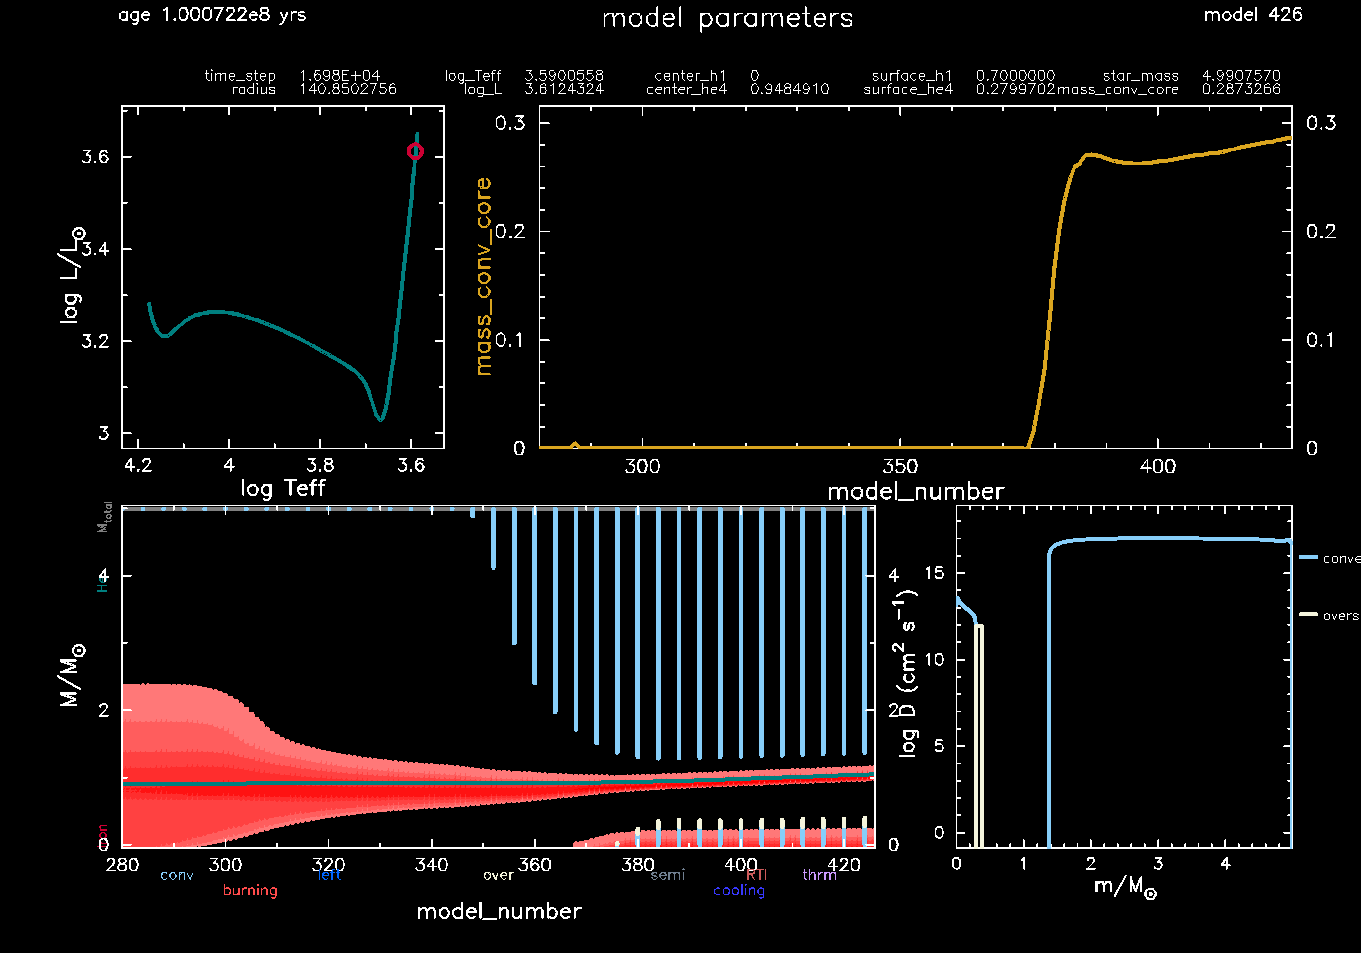 age 1.000722e8 yrs model parameters model 426
time_step 1.698E+04 log_Teff 3.5900558 center_h1 0 surface_h1 0.7000000 star_mass 4.9907570
radius 140.8502756 log_L 3.6124324 center_he4 0.9484910 surface_he4 0.2799702 mass_conv_core 0.2873266
log L/L☉
3.6
3.4
3.2
3
4.2 4 3.8 3.6
log Teff
mass_conv_core
0.3
0.2
0.1
0
0.3
0.2
0.1
0
300 350 400
model_number
M/M☉
Mtotal
He
4
2
0
4
2
0
280 300 320 340 360 380 400 420
conv left over semi RTI thrm
burning cooling
model_number
log D (cm² s⁻¹)
15
10
5
0
0 1 2 3 4
m/M☉
conve
overs